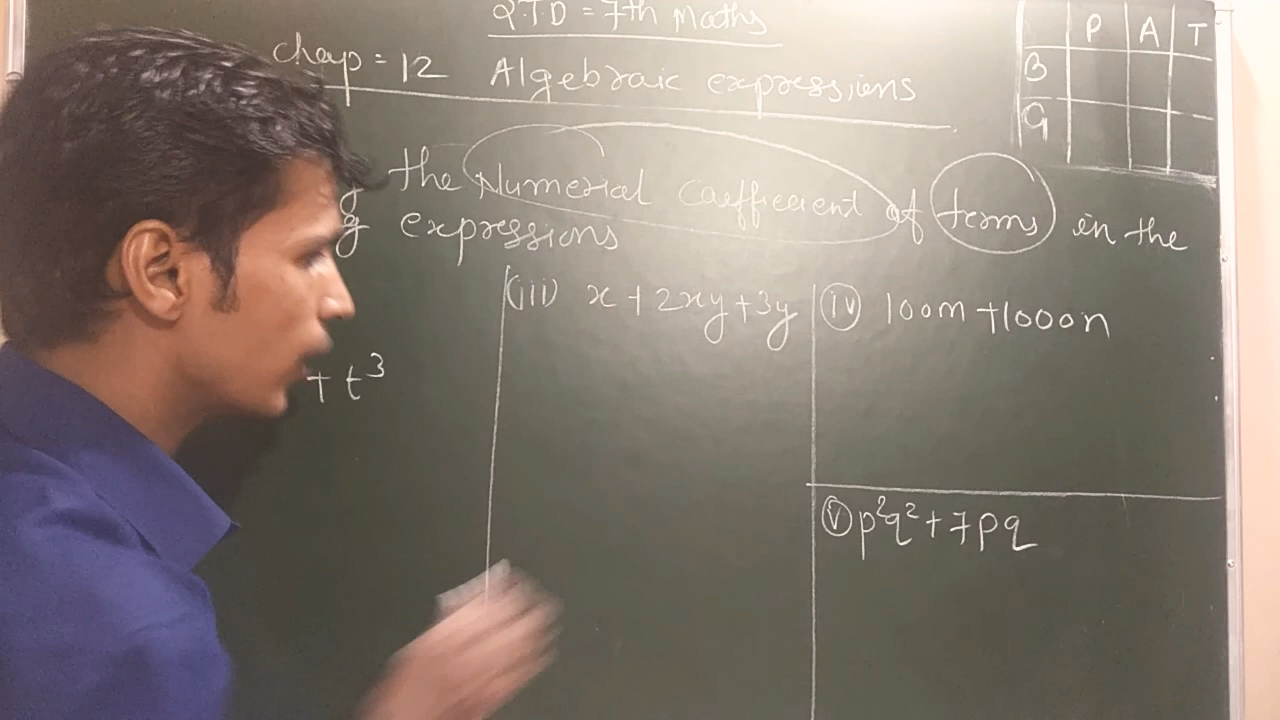 Q.T.D = 7th Maths
chap = 12 Algebraic expressions
P A T
B
G
the Numerial Coefficient of terms in the
g expressions
(iii) x + 2xy + 3y
(iv) 100m + 1000n
+ t³
(v) p²q² + 7pq